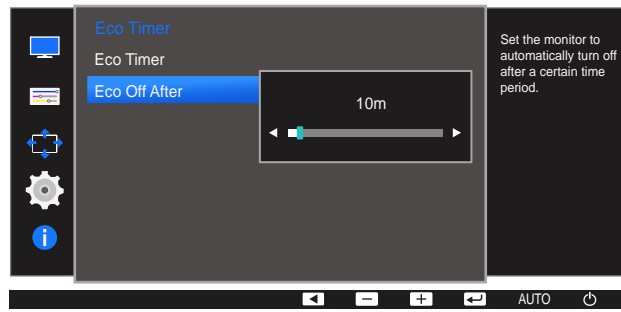 Eco Timer
Eco Timer
Eco Off After
10m
Set the monitor to
automatically turn off
after a certain time
period.
AUTO